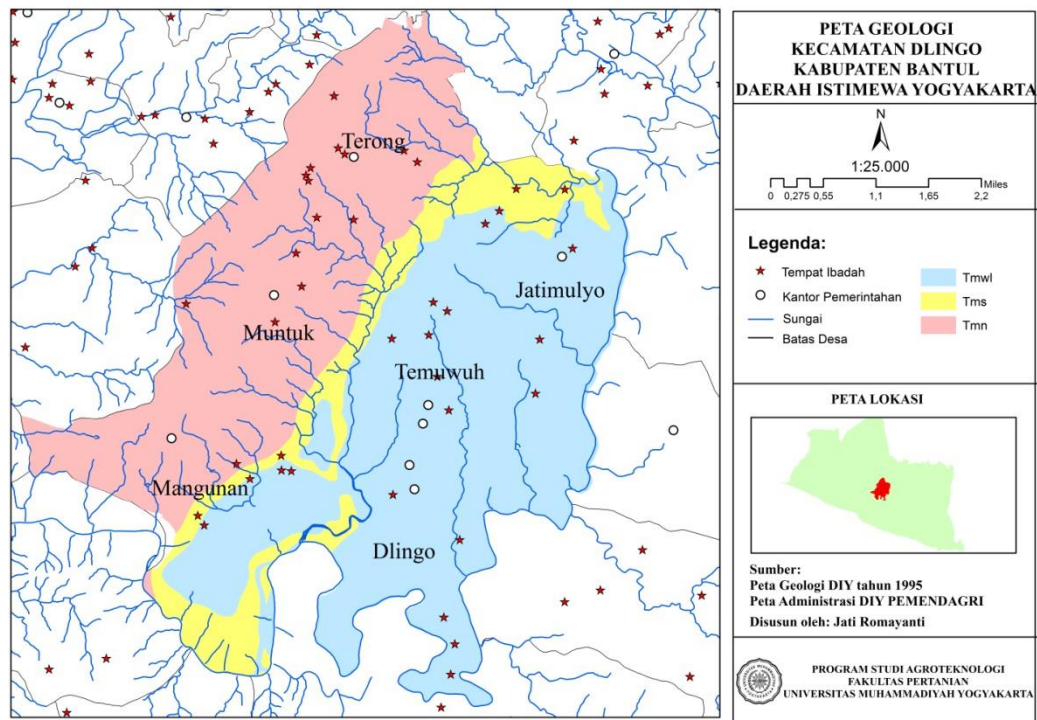 Terong
Jatimulyo
Muntuk
Temuwuh
Mangunan
Dlingo
PETA GEOLOGI
KECAMATAN DLINGO
KABUPATEN BANTUL
DAERAH ISTIMEWA YOGYAKARTA
N
1:25.000
Miles
0 0,275 0,55 1,1 1,65 2,2
Legenda:
Tempat Ibadah
Kantor Pemerintahan
Sungai
Batas Desa
Tmwl
Tms
Tmn
PETA LOKASI
Sumber:
Peta Geologi DIY tahun 1995
Peta Administrasi DIY PEMENDAGRI
Disusun oleh: Jati Romayanti
PROGRAM STUDI AGROTEKNOLOGI
FAKULTAS PERTANIAN
UNIVERSITAS MUHAMMADIYAH YOGYAKARTA